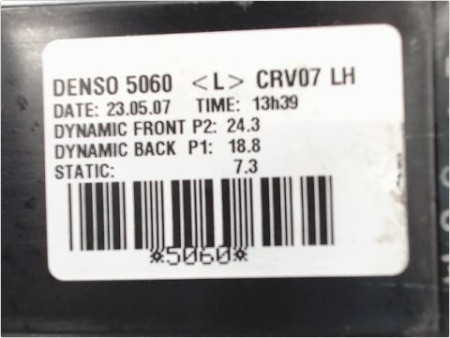 DENSO 5060 <L> CRV07 LH
DATE: 23.05.07 TIME: 13h39
DYNAMIC FRONT P2: 24.3
DYNAMIC BACK P1: 18.8
STATIC: 7.3
*5060*